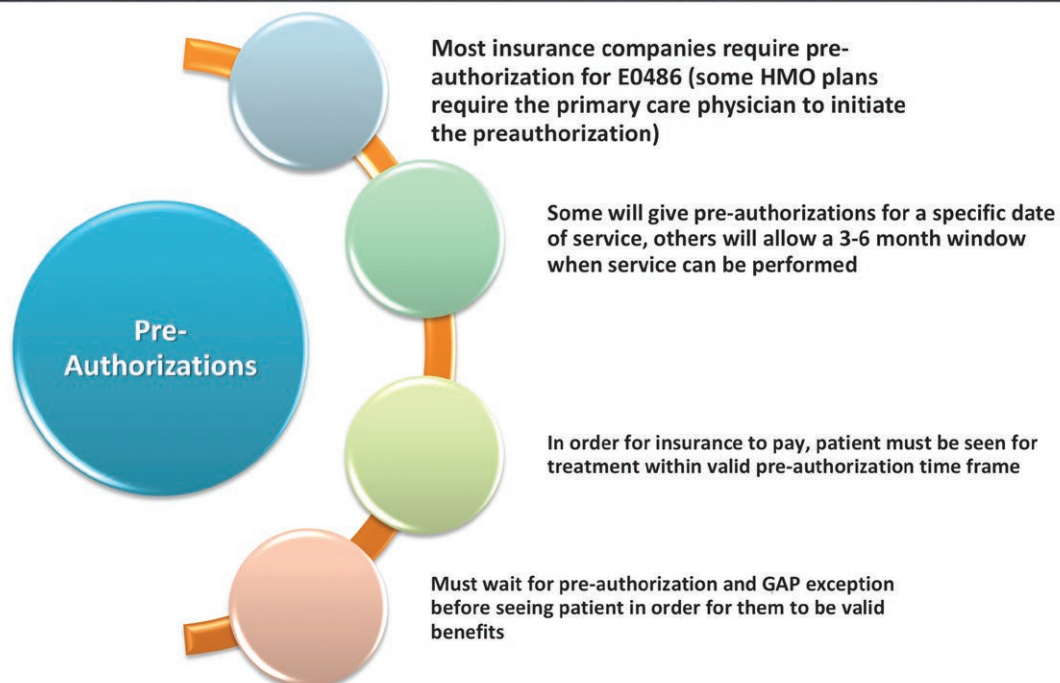 Most insurance companies require pre-
authorization for E0486 (some HMO plans
require the primary care physician to initiate
the preauthorization)
Some will give pre-authorizations for a specific date
of service, others will allow a 3-6 month window
when service can be performed
Pre-
Authorizations
In order for insurance to pay, patient must be seen for
treatment within valid pre-authorization time frame
Must wait for pre-authorization and GAP exception
before seeing patient in order for them to be valid
benefits